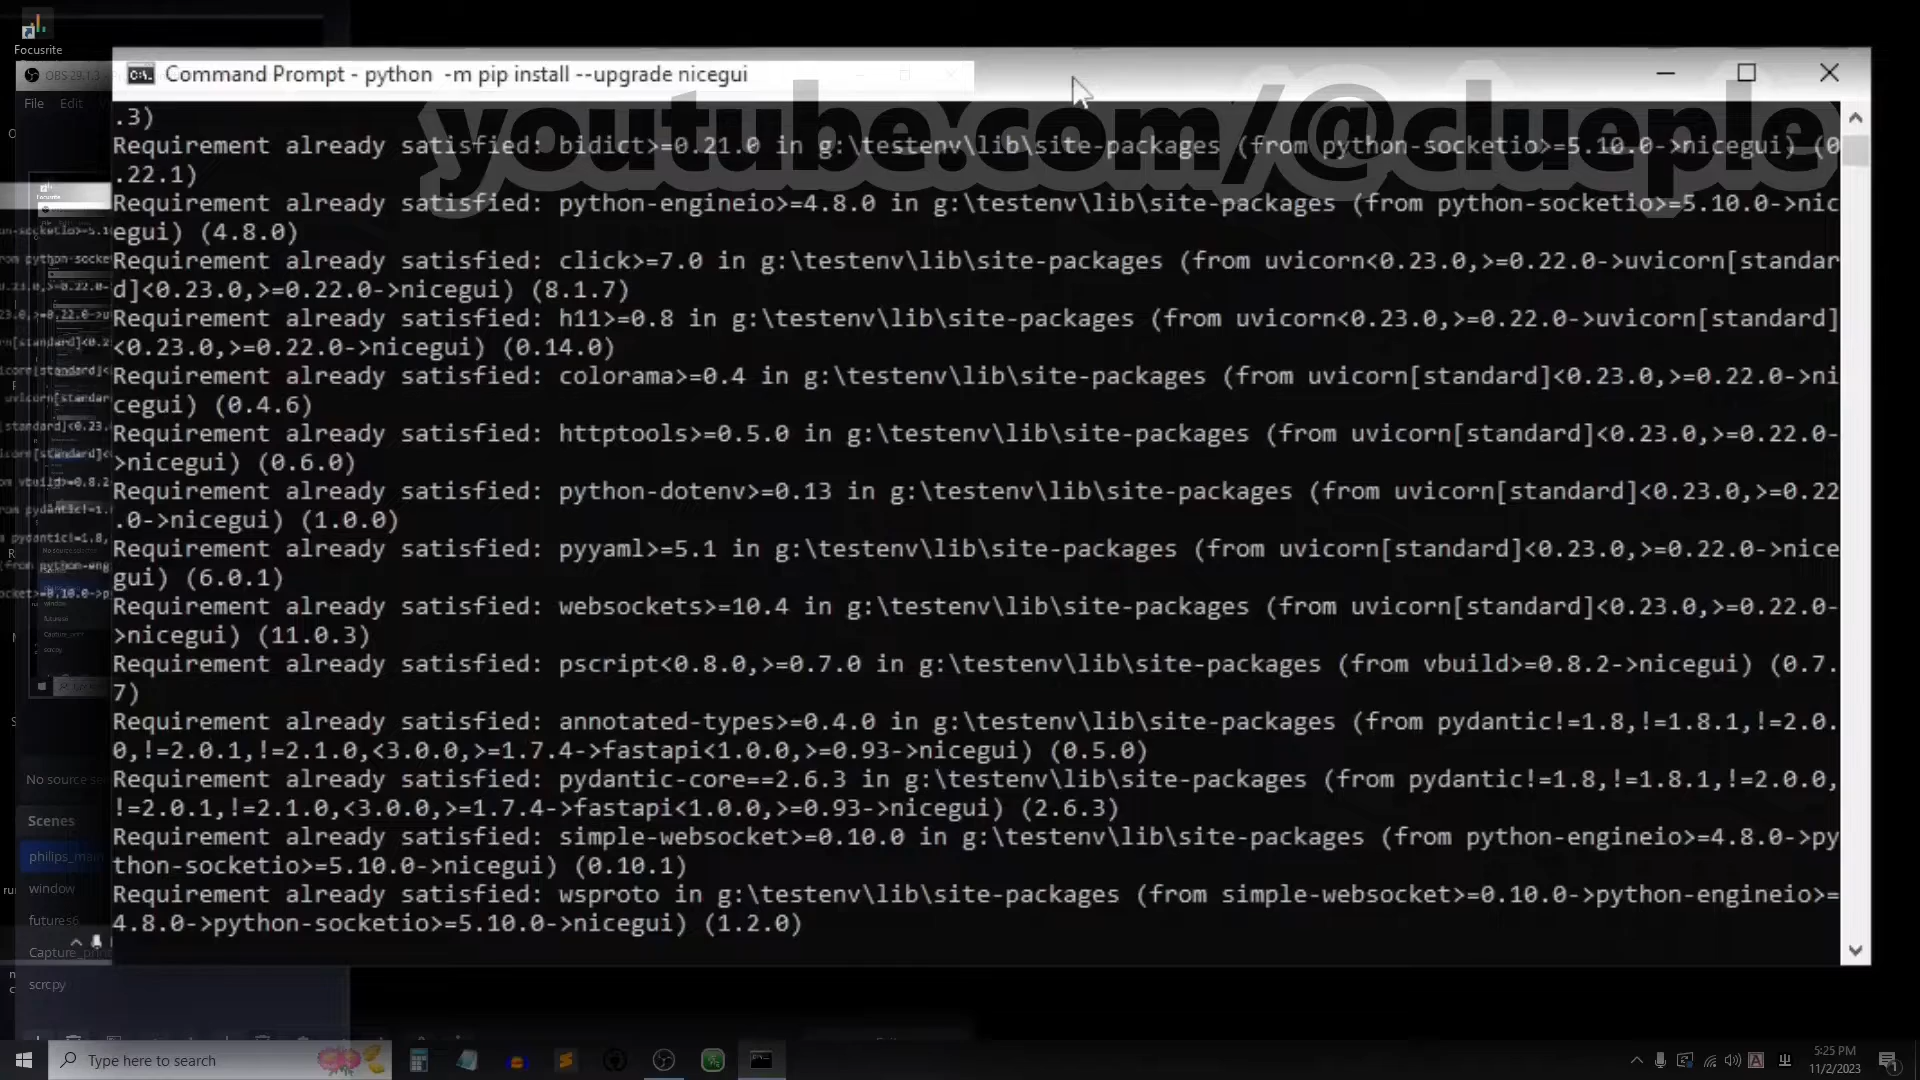 Focusrite
OBS 29.1.3
File Edit
Command Prompt - python  -m pip install --upgrade nicegui
youtube.com/@clueple
.3)
Requirement already satisfied: bidict>=0.21.0 in g:\testenv\lib\site-packages (from python-socketio>=5.10.0->nicegui) (0
.22.1)
Requirement already satisfied: python-engineio>=4.8.0 in g:\testenv\lib\site-packages (from python-socketio>=5.10.0->nic
egui) (4.8.0)
Requirement already satisfied: click>=7.0 in g:\testenv\lib\site-packages (from uvicorn<0.23.0,>=0.22.0->uvicorn[standar
d]<0.23.0,>=0.22.0->nicegui) (8.1.7)
Requirement already satisfied: h11>=0.8 in g:\testenv\lib\site-packages (from uvicorn<0.23.0,>=0.22.0->uvicorn[standard]
<0.23.0,>=0.22.0->nicegui) (0.14.0)
Requirement already satisfied: colorama>=0.4 in g:\testenv\lib\site-packages (from uvicorn[standard]<0.23.0,>=0.22.0->ni
cegui) (0.4.6)
Requirement already satisfied: httptools>=0.5.0 in g:\testenv\lib\site-packages (from uvicorn[standard]<0.23.0,>=0.22.0-
>nicegui) (0.6.0)
Requirement already satisfied: python-dotenv>=0.13 in g:\testenv\lib\site-packages (from uvicorn[standard]<0.23.0,>=0.22
.0->nicegui) (1.0.0)
Requirement already satisfied: pyyaml>=5.1 in g:\testenv\lib\site-packages (from uvicorn[standard]<0.23.0,>=0.22.0->nice
gui) (6.0.1)
Requirement already satisfied: websockets>=10.4 in g:\testenv\lib\site-packages (from uvicorn[standard]<0.23.0,>=0.22.0-
>nicegui) (11.0.3)
Requirement already satisfied: pscript<0.8.0,>=0.7.0 in g:\testenv\lib\site-packages (from vbuild>=0.8.2->nicegui) (0.7.
7)
Requirement already satisfied: annotated-types>=0.4.0 in g:\testenv\lib\site-packages (from pydantic!=1.8,!=1.8.1,!=2.0.
0,!=2.0.1,!=2.1.0,<3.0.0,>=1.7.4->fastapi<1.0.0,>=0.93->nicegui) (0.5.0)
Requirement already satisfied: pydantic-core==2.6.3 in g:\testenv\lib\site-packages (from pydantic!=1.8,!=1.8.1,!=2.0.0,
!=2.0.1,!=2.1.0,<3.0.0,>=1.7.4->fastapi<1.0.0,>=0.93->nicegui) (2.6.3)
Requirement already satisfied: simple-websocket>=0.10.0 in g:\testenv\lib\site-packages (from python-engineio>=4.8.0->py
thon-socketio>=5.10.0->nicegui) (0.10.1)
Requirement already satisfied: wsproto in g:\testenv\lib\site-packages (from simple-websocket>=0.10.0->python-engineio>=
4.8.0->python-socketio>=5.10.0->nicegui) (1.2.0)
No source se
Scenes
philips_main
window
futures6
Capture_prin
scrcpy
Type here to search
5:25 PM
11/2/2023